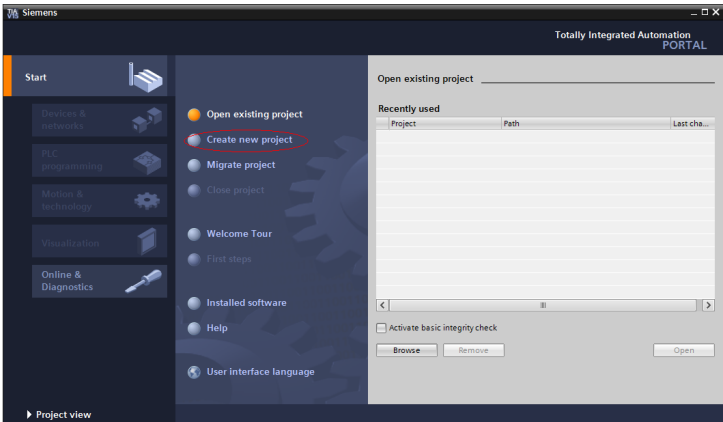 TIA
V13
Siemens
Totally Integrated Automation
PORTAL
Start
Devices &
networks
PLC
programming
Motion &
technology
Visualization
Online &
Diagnostics
Open existing project
Create new project
Migrate project
Close project
Welcome Tour
First steps
Installed software
Help
User interface language
Open existing project
Recently used
Project Path Last cha...
Activate basic integrity check
Browse Remove Open
Project view